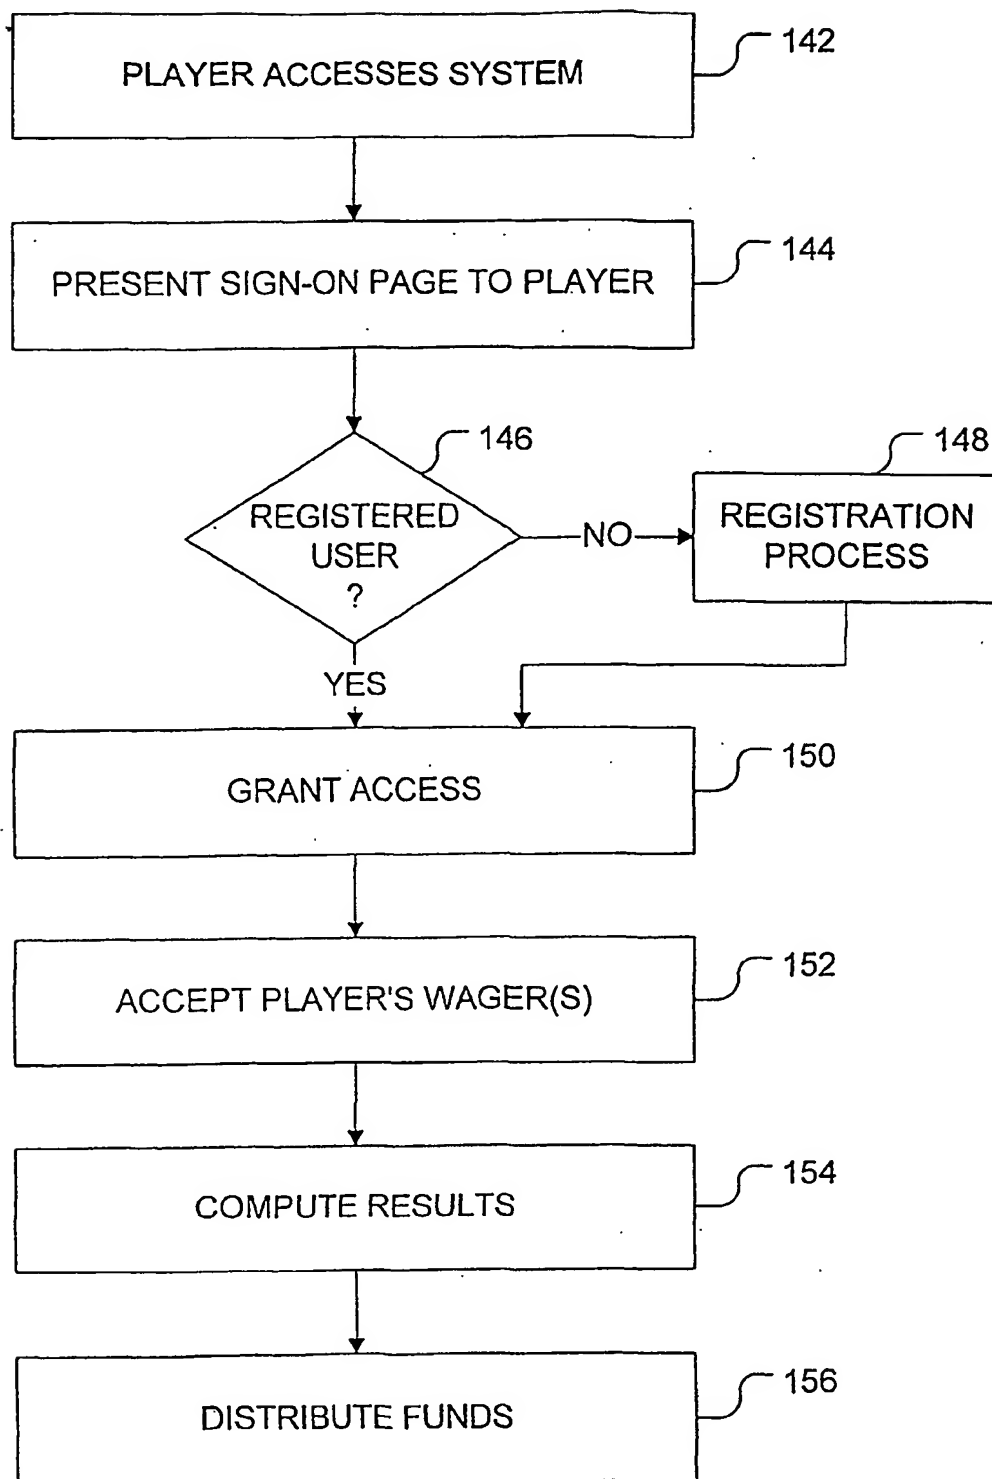 PLAYER ACCESSES SYSTEM
142
PRESENT SIGN-ON PAGE TO PLAYER
144
146
148
REGISTERED
USER
?
NO
REGISTRATION
PROCESS
YES
GRANT ACCESS
150
ACCEPT PLAYER'S WAGER(S)
152
COMPUTE RESULTS
154
DISTRIBUTE FUNDS
156